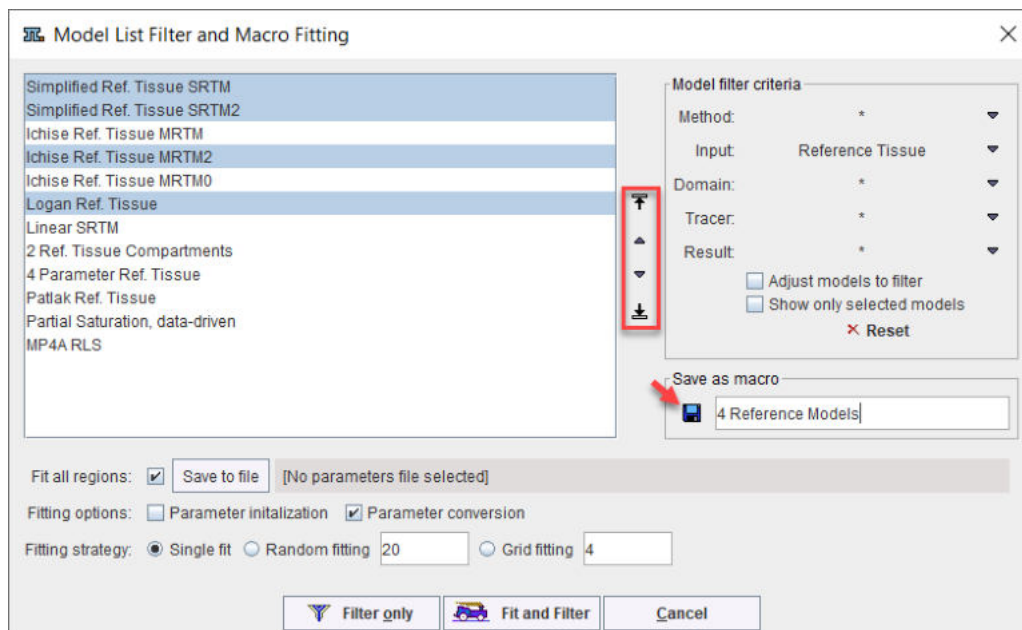 Model List Filter and Macro Fitting
Simplified Ref. Tissue SRTM
Simplified Ref. Tissue SRTM2
Ichise Ref. Tissue MRTM
Ichise Ref. Tissue MRTM2
Ichise Ref. Tissue MRTM0
Logan Ref. Tissue
Linear SRTM
2 Ref. Tissue Compartments
4 Parameter Ref. Tissue
Patlak Ref. Tissue
Partial Saturation, data-driven
MP4A RLS
Model filter criteria
Method: *
Input: Reference Tissue
Domain: *
Tracer: *
Result: *
Adjust models to filter
Show only selected models
Reset
Save as macro
4 Reference Models
Fit all regions: Save to file [No parameters file selected]
Fitting options: Parameter initalization Parameter conversion
Fitting strategy: Single fit Random fitting 20 Grid fitting 4
Filter only Fit and Filter Cancel